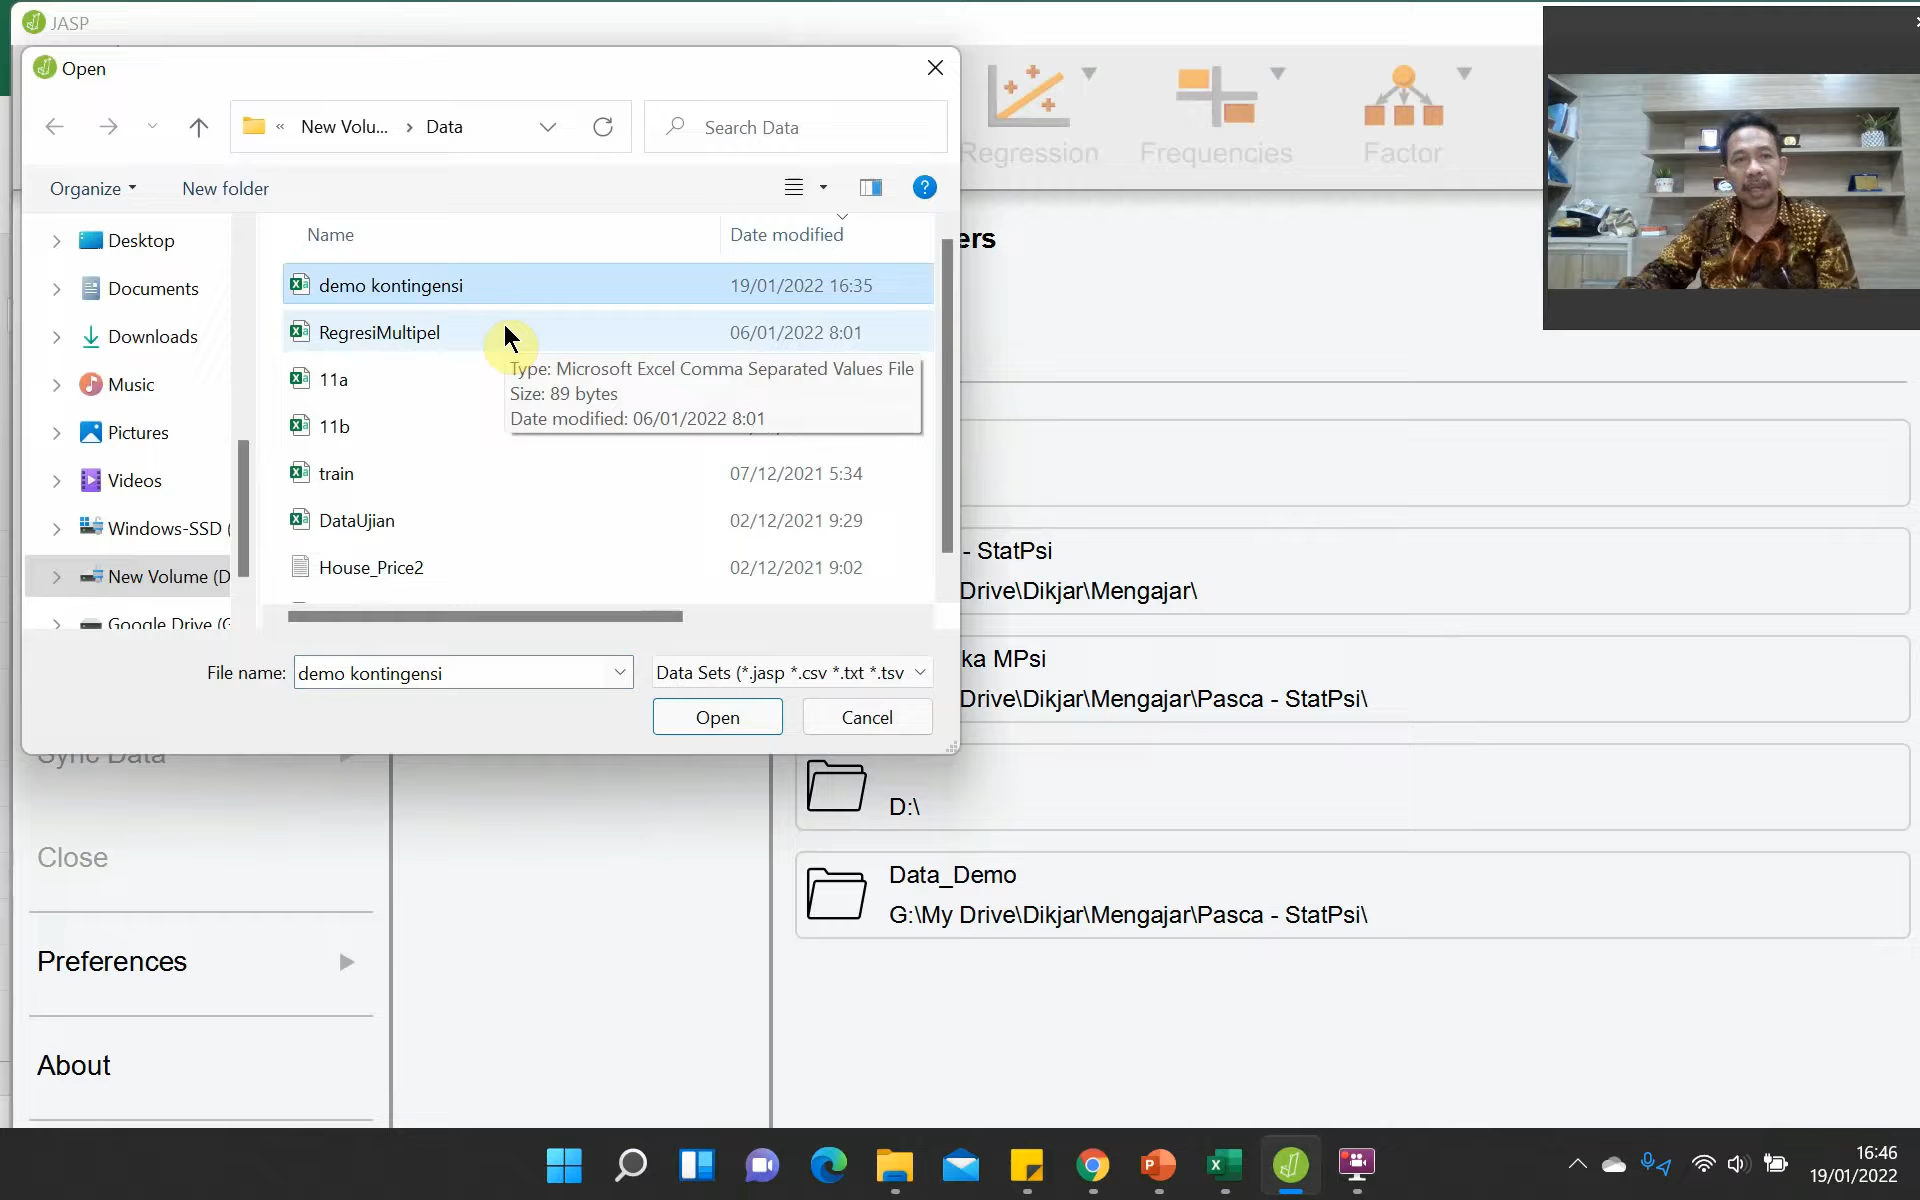 JASP
Open
« New Volu... › Data
Search Data
Regression
Frequencies
Factor
Organize
New folder
?
Name
Date modified
Desktop
Documents
Downloads
Music
Pictures
Videos
Windows-SSD (
New Volume (D
Google Drive (G
demo kontingensi 19/01/2022 16:35
RegresiMultipel 06/01/2022 8:01
11a
11b
train 07/12/2021 5:34
DataUjian 02/12/2021 9:29
House_Price2 02/12/2021 9:02
Type: Microsoft Excel Comma Separated Values File
Size: 89 bytes
Date modified: 06/01/2022 8:01
File name: demo kontingensi
Data Sets (*.jasp *.csv *.txt *.tsv
Open
Cancel
ers
- StatPsi
Drive\Dikjar\Mengajar\
ka MPsi
Drive\Dikjar\Mengajar\Pasca - StatPsi\
D:\
Data_Demo
G:\My Drive\Dikjar\Mengajar\Pasca - StatPsi\
Sync Data
Close
Preferences
About
16:46
19/01/2022